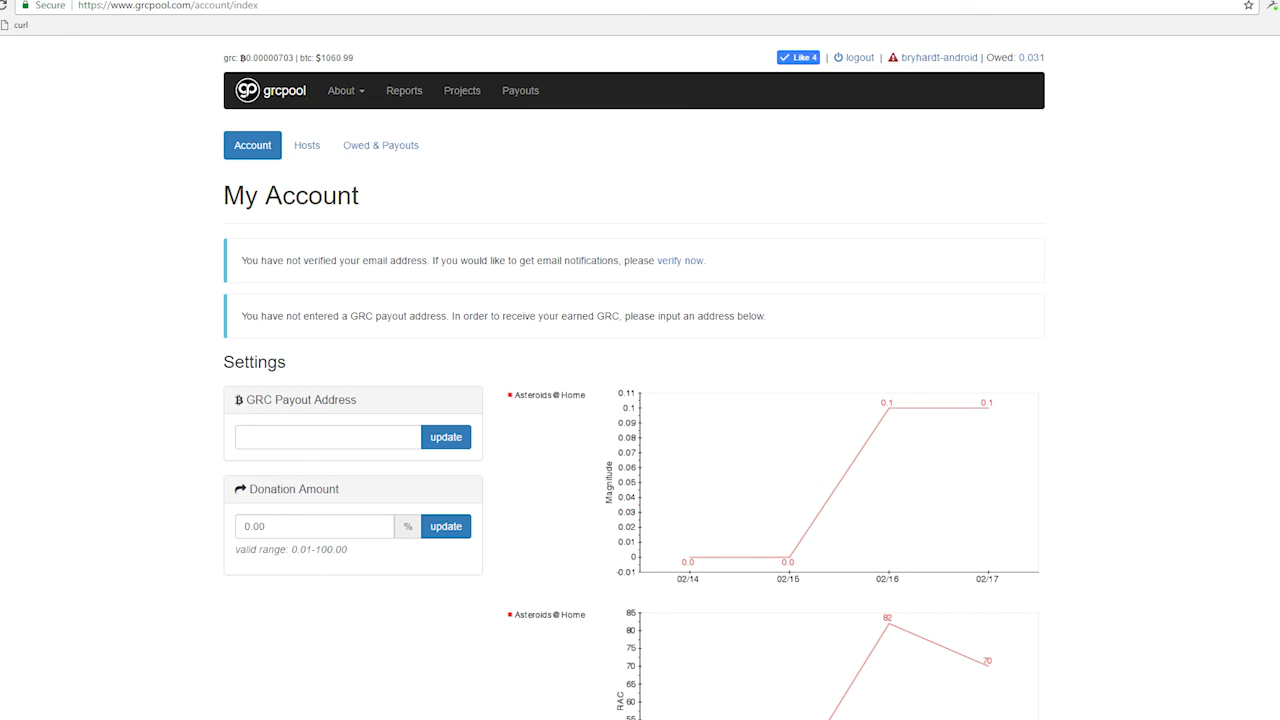 Secure | https://www.grcpool.com/account/index
curl
grc: ₿0.00000703 | btc: $1060.99
Like 4 | logout | bryhardt-android | Owed: 0.031
gp grcpool About Reports Projects Payouts
Account Hosts Owed & Payouts
My Account
You have not verified your email address. If you would like to get email notifications, please verify now.
You have not entered a GRC payout address. In order to receive your earned GRC, please input an address below.
Settings
₿ GRC Payout Address
update
Donation Amount
0.00 % update
valid range: 0.01-100.00
Asteroids@Home
Magnitude
0.11
0.1
0.09
0.08
0.07
0.06
0.05
0.04
0.03
0.02
0.01
0
-0.01
0.0 0.0 0.1 0.1
02/14 02/15 02/16 02/17
Asteroids@Home
RAC
85
80
75
70
65
60
55
82 70